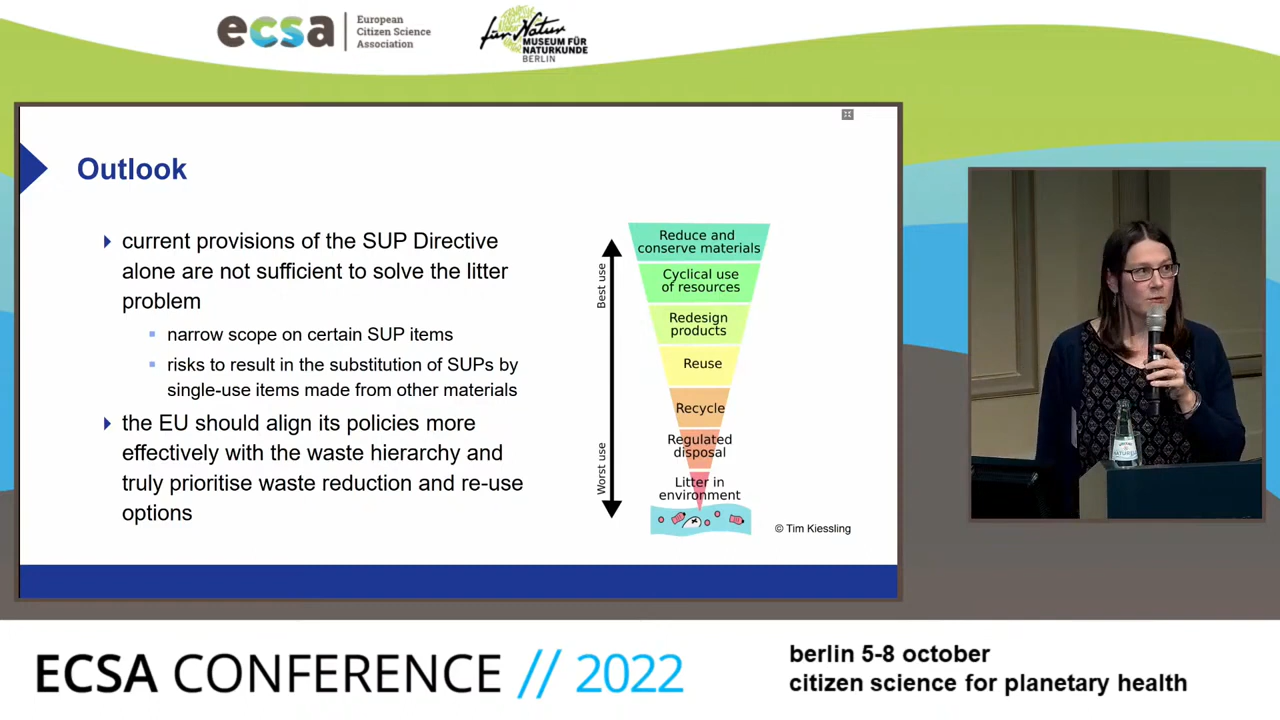 ecsa
European
Citizen Science
Association
für Natur
MUSEUM FÜR
NATURKUNDE
BERLIN
Outlook
current provisions of the SUP Directive
alone are not sufficient to solve the litter
problem
narrow scope on certain SUP items
risks to result in the substitution of SUPs by
single-use items made from other materials
the EU should align its policies more
effectively with the waste hierarchy and
truly prioritise waste reduction and re-use
options
Best use
Worst use
Reduce and
conserve materials
Cyclical use
of resources
Redesign
products
Reuse
Recycle
Regulated
disposal
Litter in
environment
© Tim Kiessling
ECSA CONFERENCE // 2022
berlin 5-8 october
citizen science for planetary health